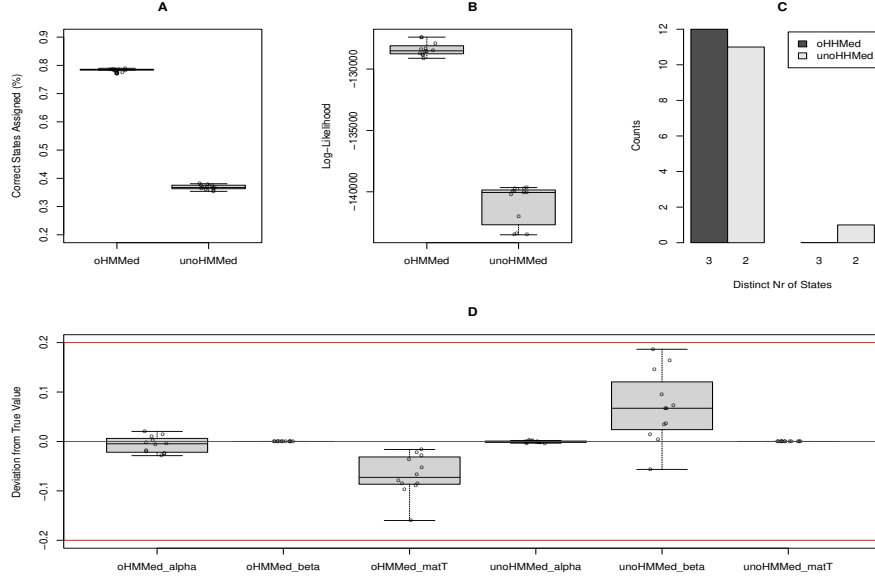 A
Correct States Assigned (%)
0.9
0.8
0.7
0.6
0.5
0.4
0.3
0.2
oHMMed
unoHMMed
B
Log−Likelihood
−130000
−135000
−140000
oHMMed
unoHMMed
C
Counts
12
10
8
6
4
2
0
oHHMed
unoHHMed
3
2
3
2
Distinct Nr of States
D
Deviation from True Value
0.2
0.1
0.0
−0.1
−0.2
oHMMed_alpha
oHMMed_beta
oHMMed_matT
unoHMMed_alpha
unoHMMed_beta
unoHMMed_matT